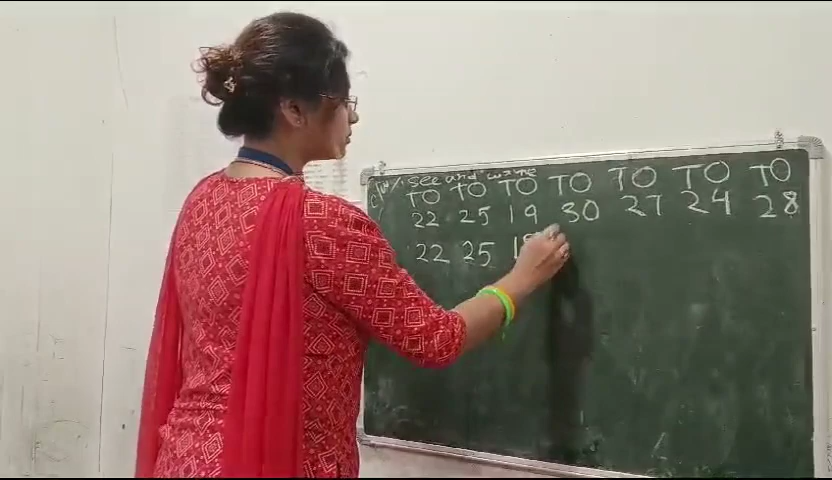 see and write
TO TO TO TO TO TO TO
22 25 19 30 27 24 28
22 25 1